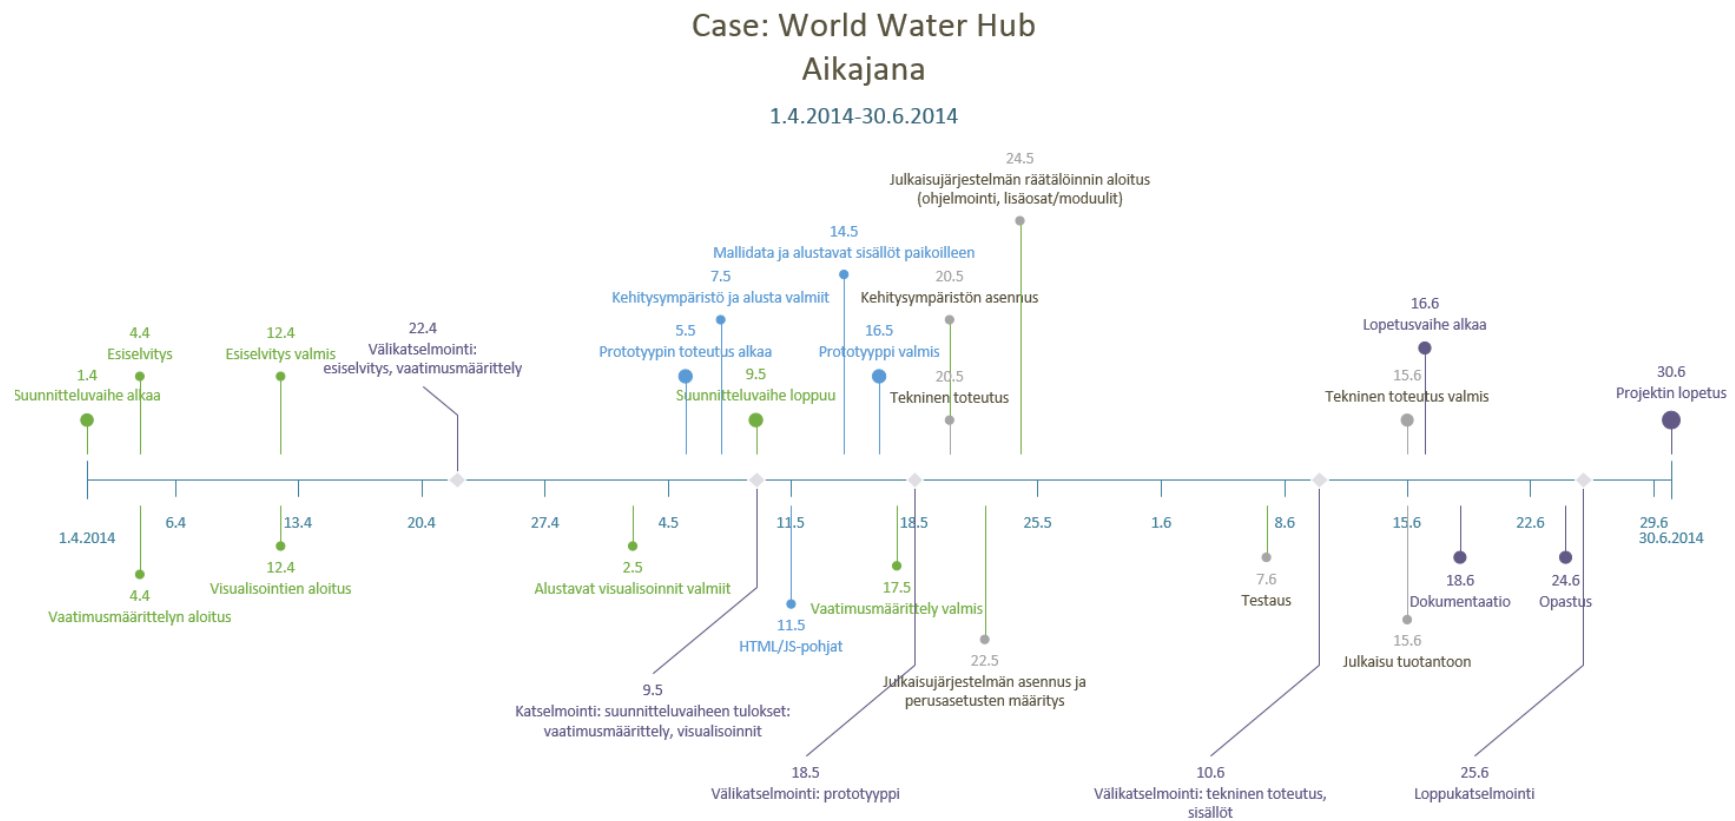 Case: World Water Hub
Aikajana
1.4.2014-30.6.2014
24.5
Julkaisujärjestelmän räätälöinnin aloitus
(ohjelmointi, lisäosat/moduulit)
14.5
Mallidata ja alustavat sisällöt paikoilleen
7.5
Kehitysympäristö ja alusta valmiit
20.5
Kehitysympäristön asennus
16.6
Lopetusvaihe alkaa
4.4
Esiselvitys
12.4
Esiselvitys valmis
22.4
Välikatselmointi:
esiselvitys, vaatimusmäärittely
5.5
Prototyypin toteutus alkaa
16.5
Prototyyppi valmis
1.4
Suunnitteluvaihe alkaa
9.5
Suunnitteluvaihe loppuu
20.5
Tekninen toteutus
15.6
Tekninen toteutus valmis
30.6
Projektin lopetus
1.4.2014
6.4
13.4
20.4
27.4
4.5
11.5
18.5
25.5
1.6
8.6
15.6
22.6
29.6
30.6.2014
4.4
Vaatimusmäärittelyn aloitus
12.4
Visualisointien aloitus
2.5
Alustavat visualisoinnit valmiit
11.5
HTML/JS-pohjat
17.5
Vaatimusmäärittely valmis
22.5
Julkaisujärjestelmän asennus ja
perusasetusten määritys
7.6
Testaus
15.6
Julkaisu tuotantoon
18.6
Dokumentaatio
24.6
Opastus
9.5
Katselmointi: suunnitteluvaiheen tulokset:
vaatimusmäärittely, visualisoinnit
18.5
Välikatselmointi: prototyyppi
10.6
Välikatselmointi: tekninen toteutus,
sisällöt
25.6
Loppukatselmointi